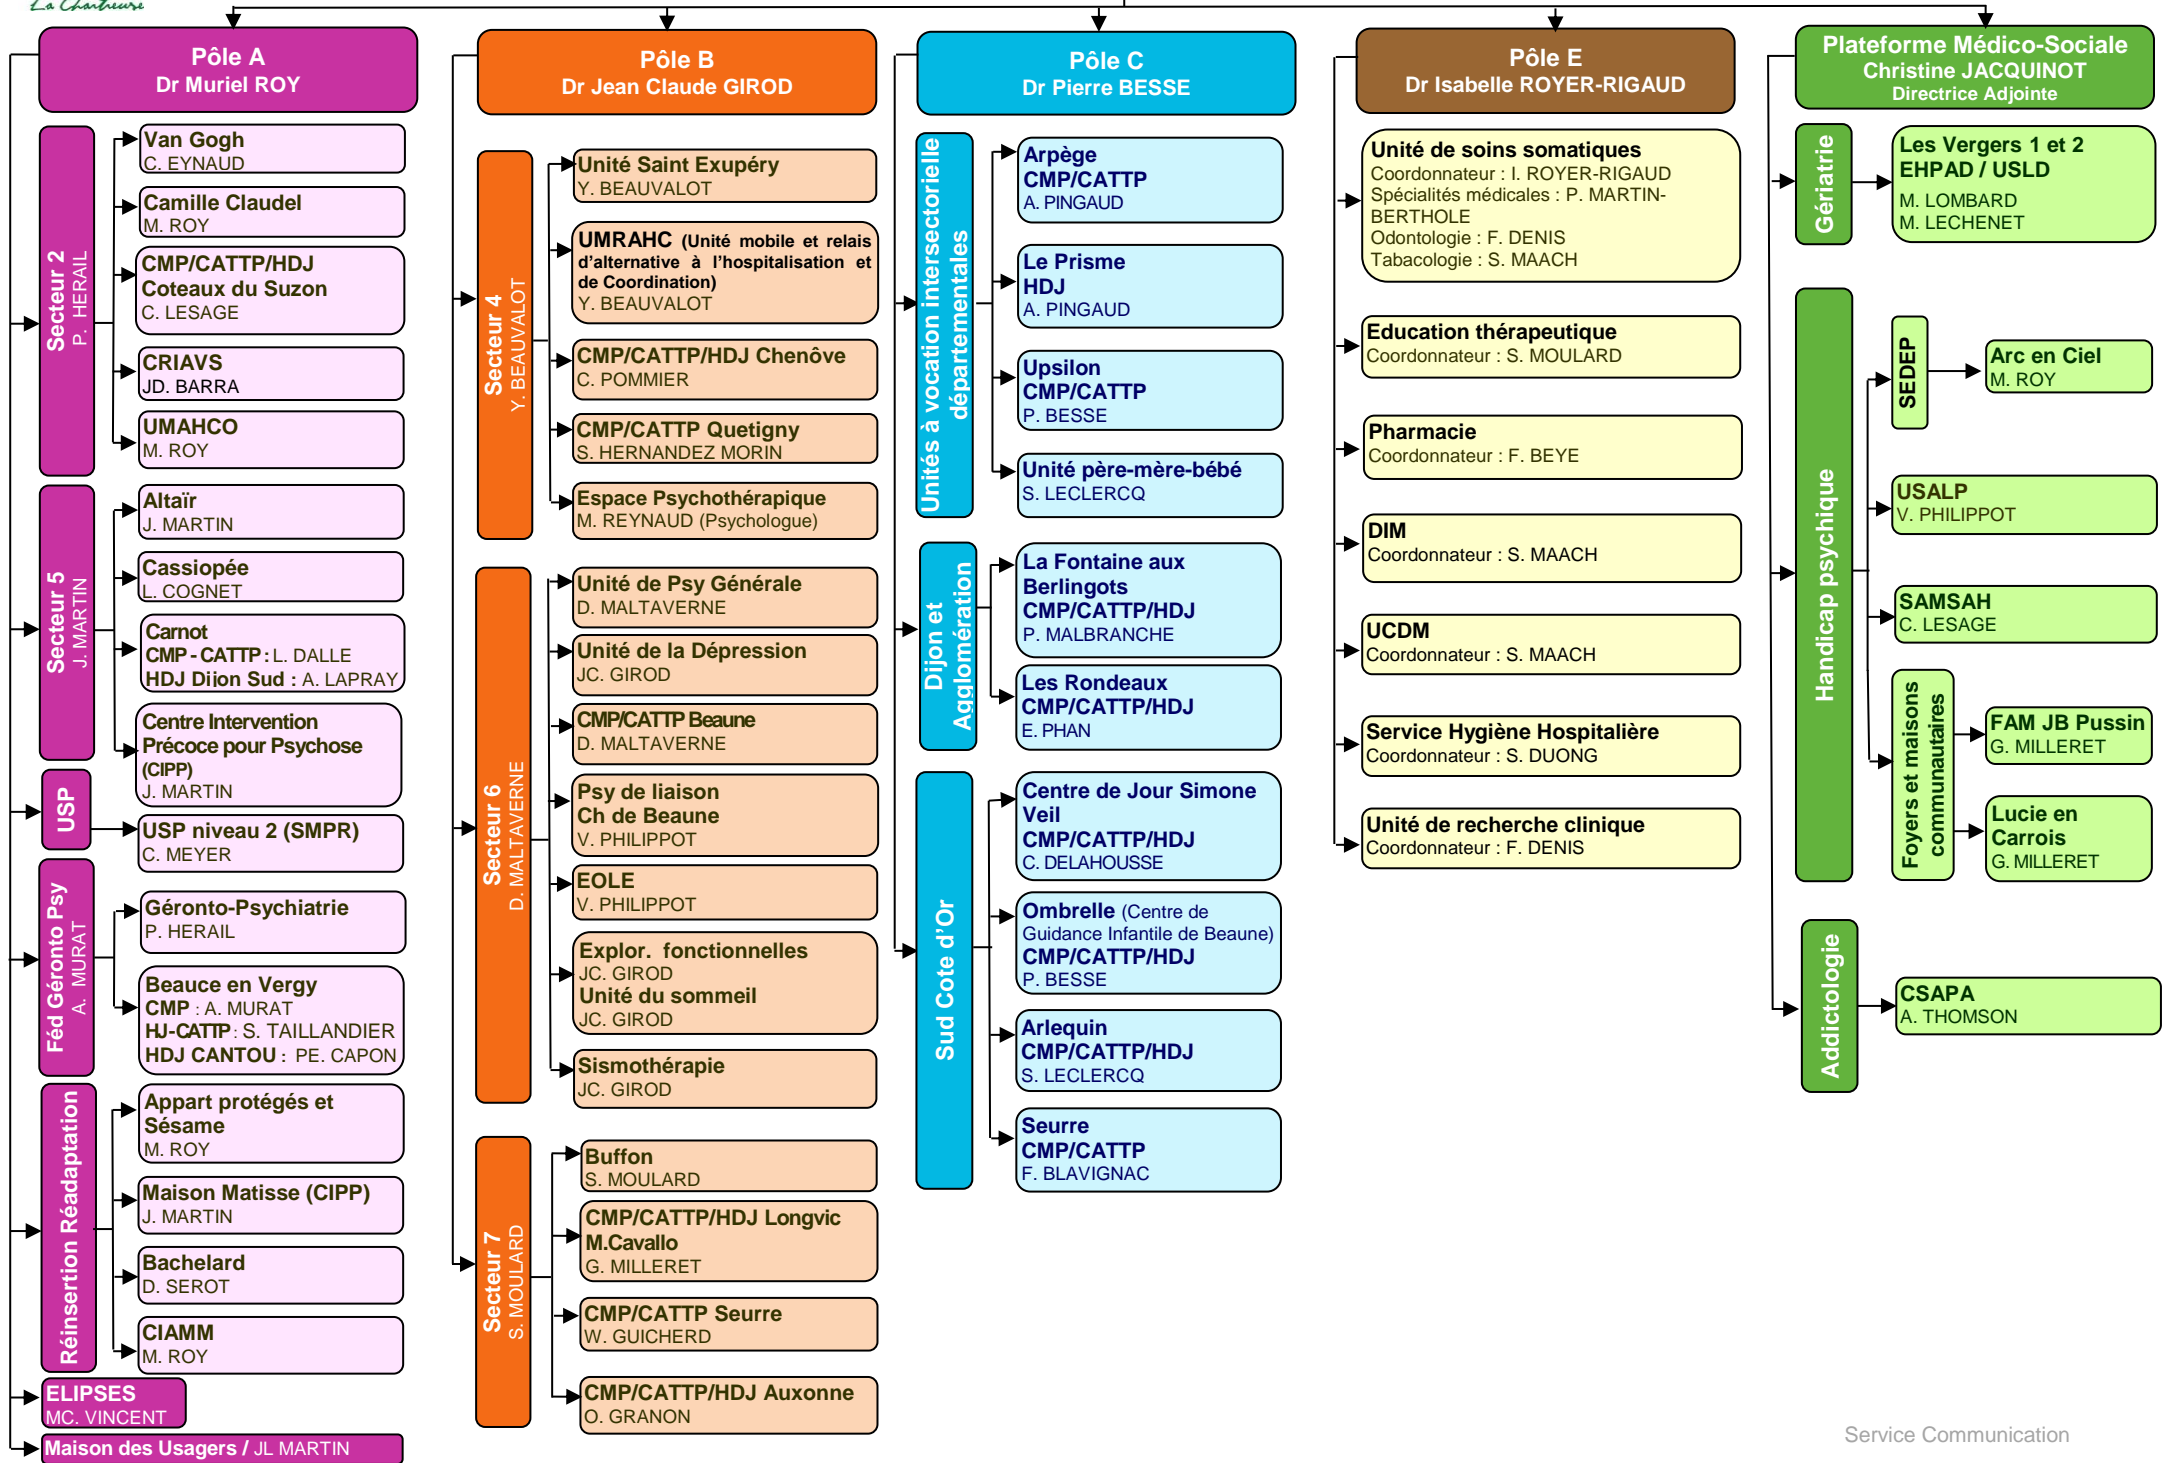 La Chartreuse
Pôle A
Dr Muriel ROY
Secteur 2
P. HERAIL
Van Gogh
C. EYNAUD
Camille Claudel
M. ROY
CMP/CATTP/HDJ
Coteaux du Suzon
C. LESAGE
CRIAVS
JD. BARRA
UMAHCO
M. ROY
Secteur 5
J. MARTIN
Altaïr
J. MARTIN
Cassiopée
L. COGNET
Carnot
CMP - CATTP : L. DALLE
HDJ Dijon Sud : A. LAPRAY
Centre Intervention
Précoce pour Psychose
(CIPP)
J. MARTIN
USP
USP niveau 2 (SMPR)
C. MEYER
Féd Géronto Psy
A. MURAT
Géronto-Psychiatrie
P. HERAIL
Beauce en Vergy
CMP : A. MURAT
HJ-CATTP : S. TAILLANDIER
HDJ CANTOU : PE. CAPON
Réinsertion Réadaptation
Appart protégés et
Sésame
M. ROY
Maison Matisse (CIPP)
J. MARTIN
Bachelard
D. SEROT
CIAMM
M. ROY
ELIPSES
MC. VINCENT
Maison des Usagers / JL MARTIN
Pôle B
Dr Jean Claude GIROD
Secteur 4
Y. BEAUVALOT
Unité Saint Exupéry
Y. BEAUVALOT
UMRAHC (Unité mobile et relais
d'alternative à l'hospitalisation et
de Coordination)
Y. BEAUVALOT
CMP/CATTP/HDJ Chenôve
C. POMMIER
CMP/CATTP Quetigny
S. HERNANDEZ MORIN
Espace Psychothérapique
M. REYNAUD (Psychologue)
Secteur 6
D. MALTAVERNE
Unité de Psy Générale
D. MALTAVERNE
Unité de la Dépression
JC. GIROD
CMP/CATTP Beaune
D. MALTAVERNE
Psy de liaison
Ch de Beaune
V. PHILIPPOT
EOLE
V. PHILIPPOT
Explor. fonctionnelles
JC. GIROD
Unité du sommeil
JC. GIROD
Sismothérapie
JC. GIROD
Secteur 7
S. MOULARD
Buffon
S. MOULARD
CMP/CATTP/HDJ Longvic
M.Cavallo
G. MILLERET
CMP/CATTP Seurre
W. GUICHERD
CMP/CATTP/HDJ Auxonne
O. GRANON
Pôle C
Dr Pierre BESSE
Unités à vocation intersectorielle
départementales
Arpège
CMP/CATTP
A. PINGAUD
Le Prisme
HDJ
A. PINGAUD
Upsilon
CMP/CATTP
P. BESSE
Unité père-mère-bébé
S. LECLERCQ
Dijon et
Agglomération
La Fontaine aux
Berlingots
CMP/CATTP/HDJ
P. MALBRANCHE
Les Rondeaux
CMP/CATTP/HDJ
E. PHAN
Sud Cote d'Or
Centre de Jour Simone
Veil
CMP/CATTP/HDJ
C. DELAHOUSSE
Ombrelle (Centre de
Guidance Infantile de Beaune)
CMP/CATTP/HDJ
P. BESSE
Arlequin
CMP/CATTP/HDJ
S. LECLERCQ
Seurre
CMP/CATTP
F. BLAVIGNAC
Pôle E
Dr Isabelle ROYER-RIGAUD
Unité de soins somatiques
Coordonnateur : I. ROYER-RIGAUD
Spécialités médicales : P. MARTIN-
BERTHOLE
Odontologie : F. DENIS
Tabacologie : S. MAACH
Education thérapeutique
Coordonnateur : S. MOULARD
Pharmacie
Coordonnateur : F. BEYE
DIM
Coordonnateur : S. MAACH
UCDM
Coordonnateur : S. MAACH
Service Hygiène Hospitalière
Coordonnateur : S. DUONG
Unité de recherche clinique
Coordonnateur : F. DENIS
Plateforme Médico-Sociale
Christine JACQUINOT
Directrice Adjointe
Gériatrie
Les Vergers 1 et 2
EHPAD / USLD
M. LOMBARD
M. LECHENET
Handicap psychique
SEDEP
Arc en Ciel
M. ROY
USALP
V. PHILIPPOT
SAMSAH
C. LESAGE
Foyers et maisons
communautaires
FAM JB Pussin
G. MILLERET
Lucie en
Carrois
G. MILLERET
Addictologie
CSAPA
A. THOMSON
Service Communication